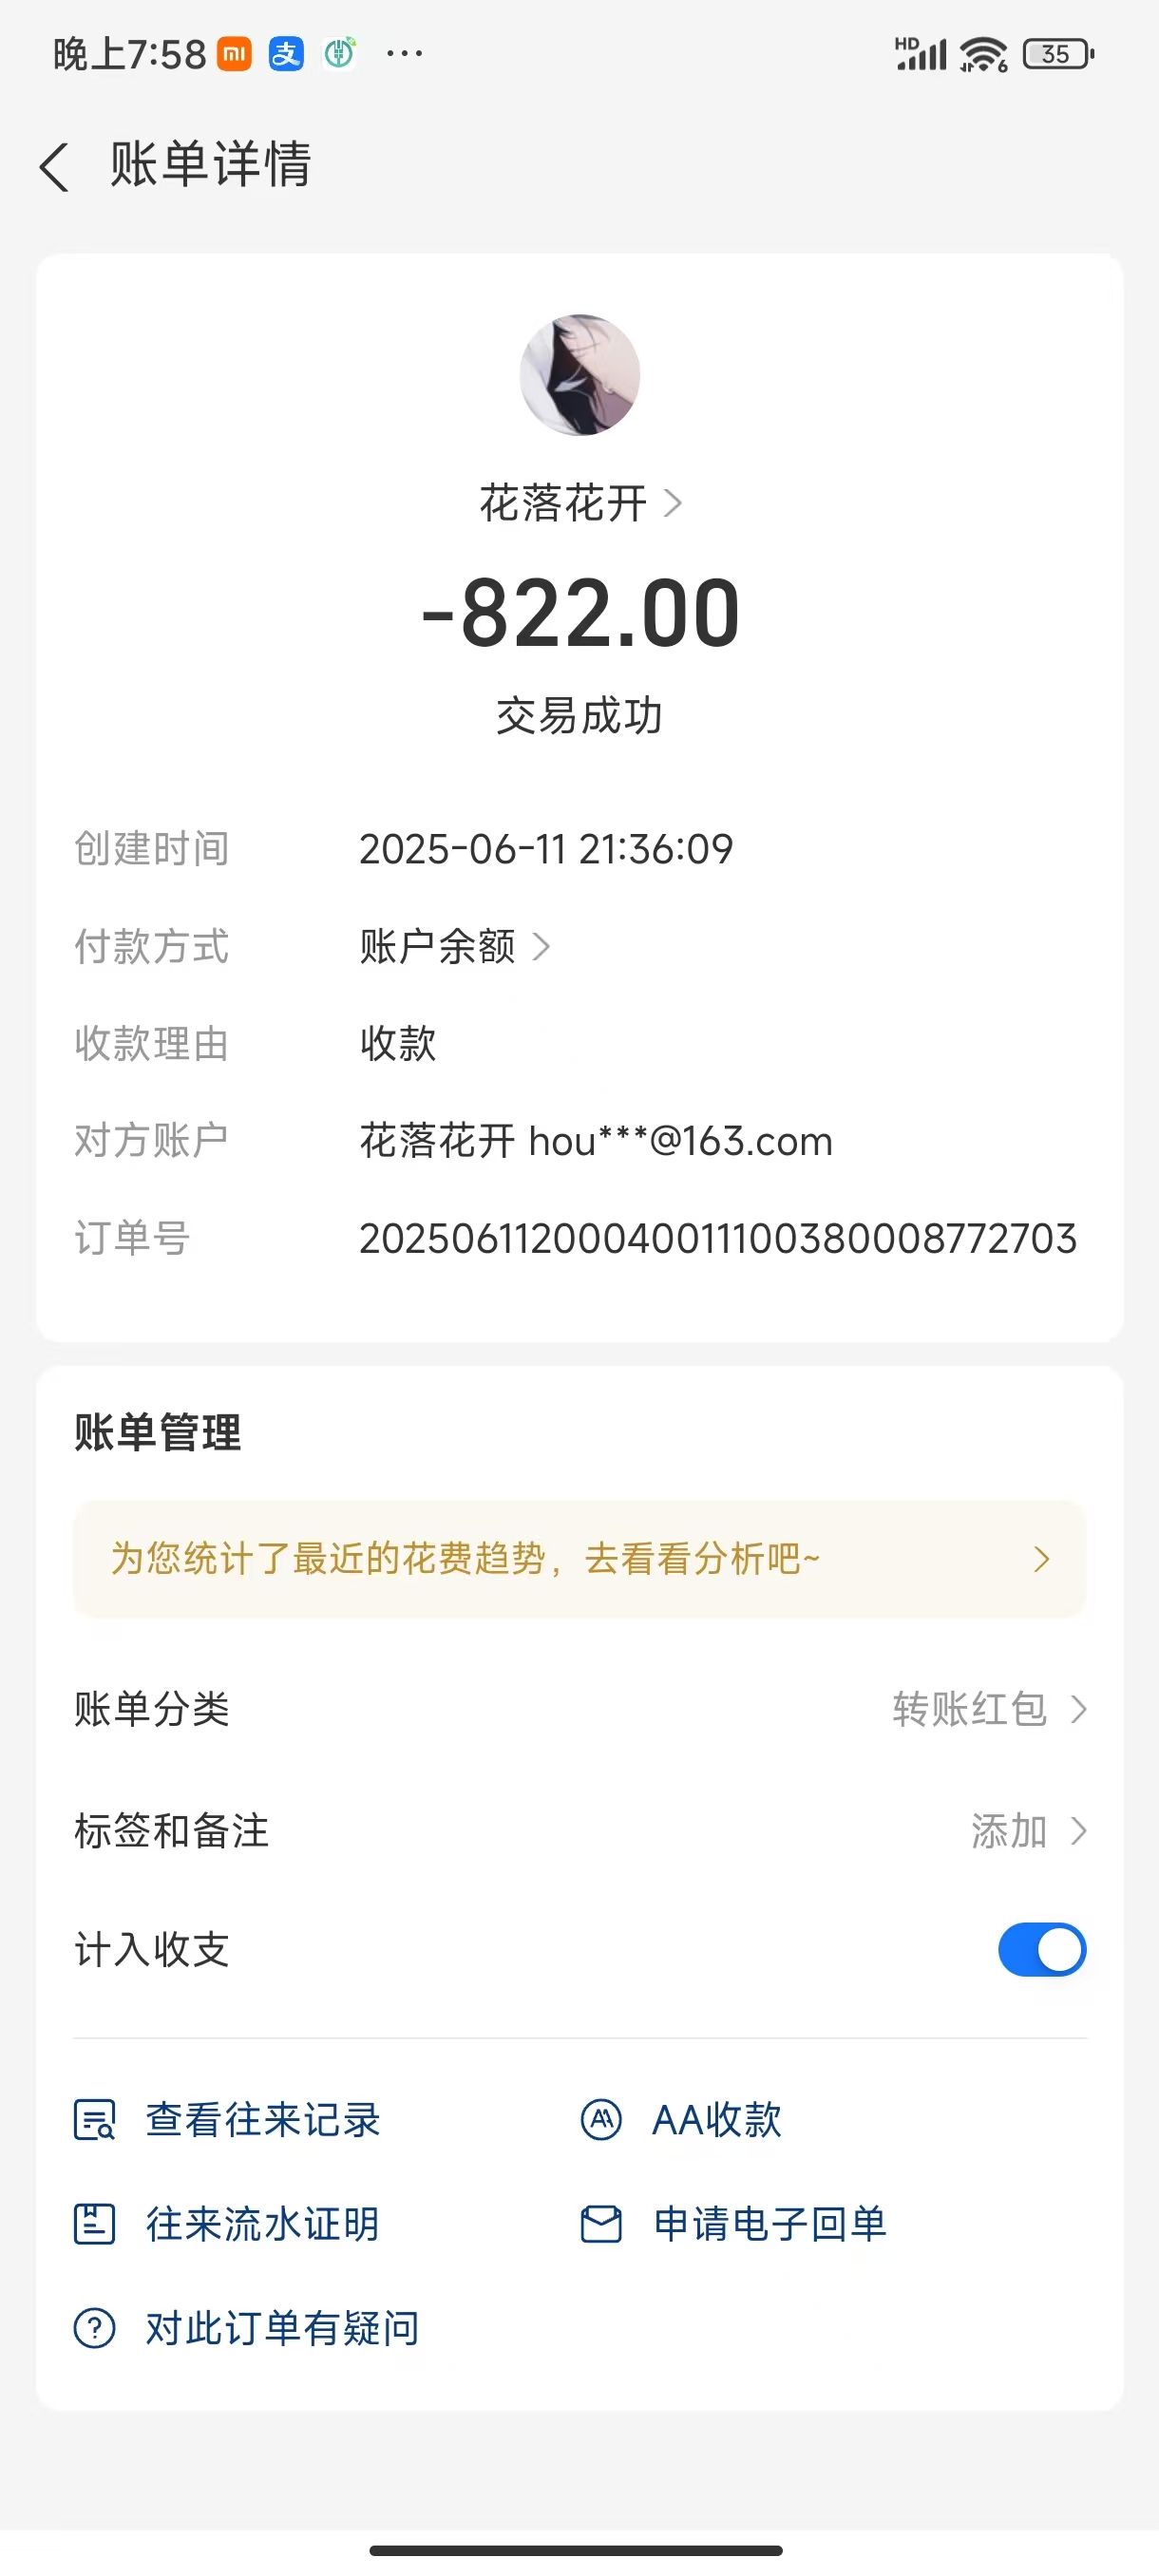 晚上7:58
HD 6 35
账单详情
花落花开
-822.00
交易成功
创建时间 2025-06-11 21:36:09
付款方式 账户余额
收款理由 收款
对方账户 花落花开 hou***@163.com
订单号 20250611200040011100380008772703
账单管理
为您统计了最近的花费趋势，去看看分析吧~
账单分类 转账红包
标签和备注 添加
计入收支
查看往来记录 AA收款
往来流水证明 申请电子回单
对此订单有疑问